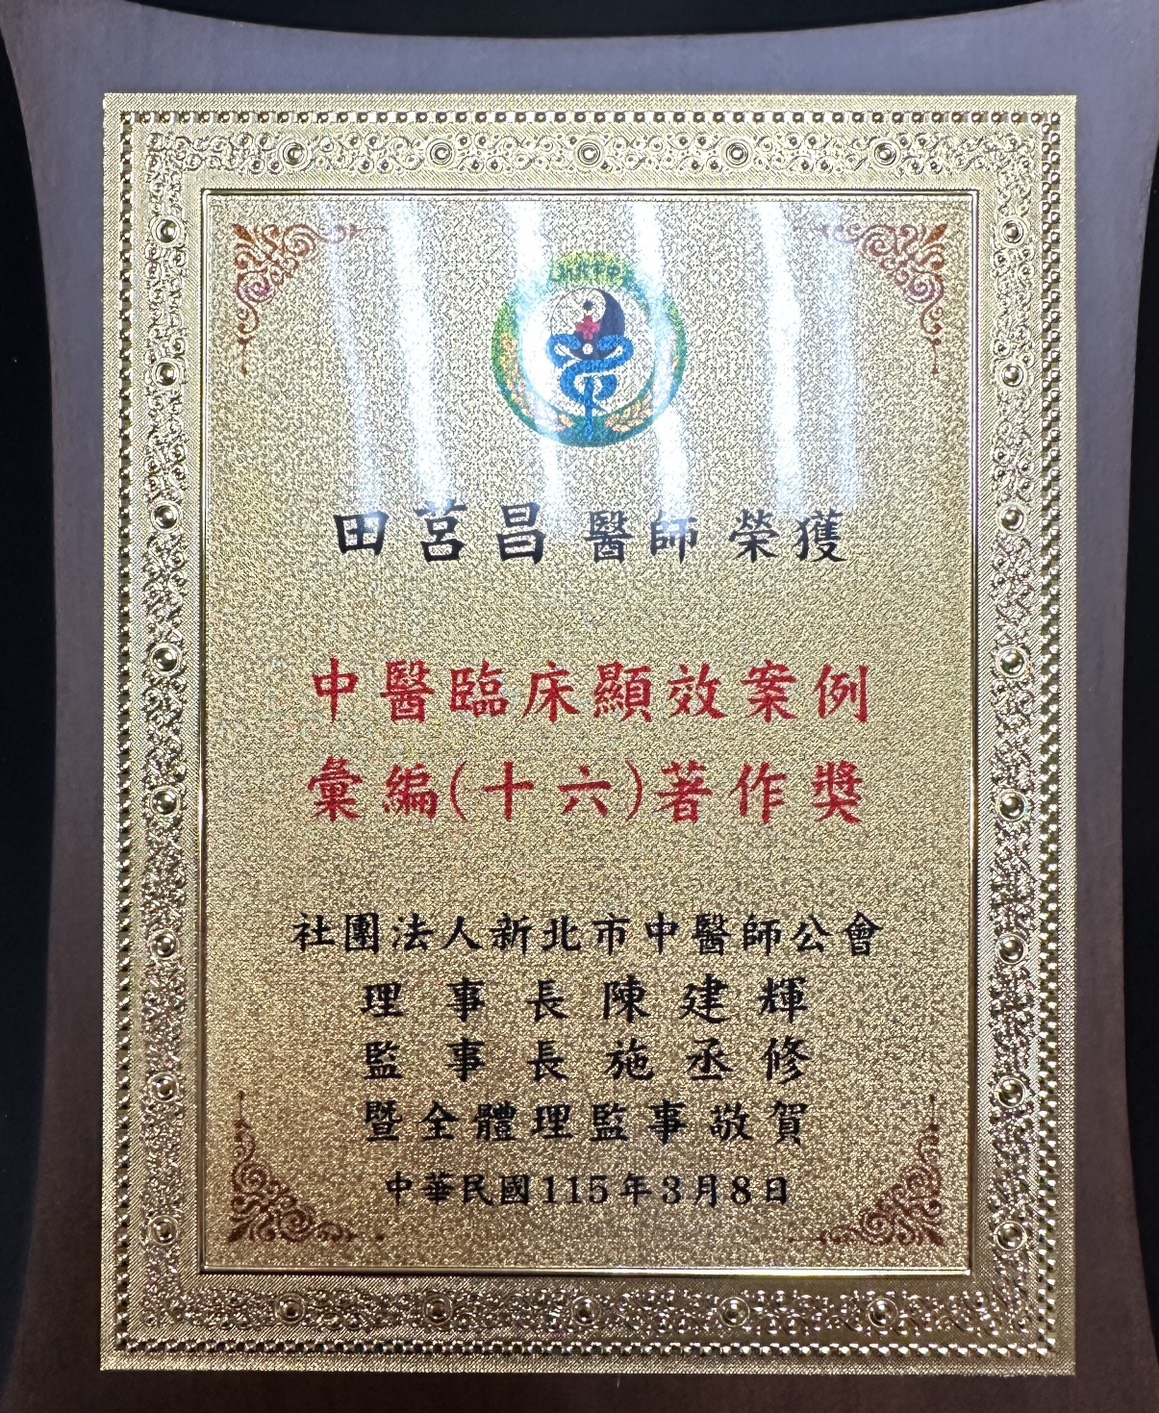 田莒昌 醫師 榮獲
中醫臨床顯效案例
彙編(十六)著作獎
社團法人新北市中醫師公會
理事長陳建輝
監事長施丞修
暨全體理監事敬賀
中華民國115年3月8日